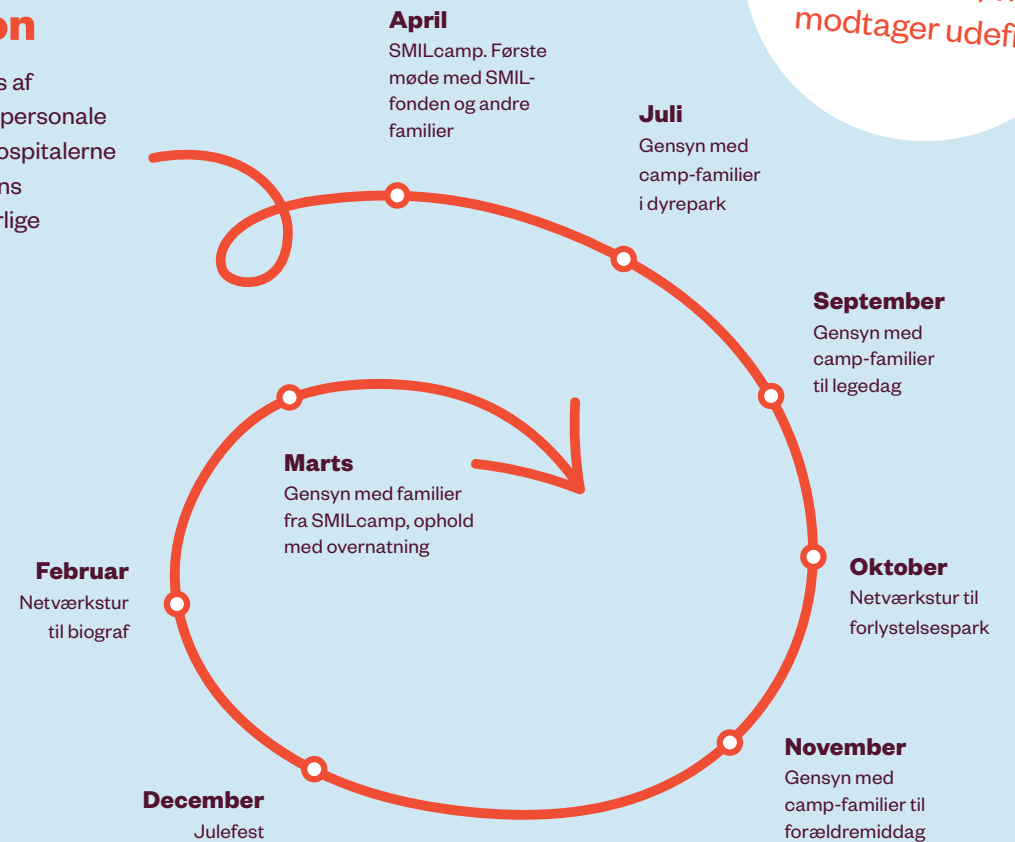 on
s af
personale
ospitalerne
ns
rlige
modtager udefr
April
SMILcamp. Første
møde med SMIL-
fonden og andre
familier
Juli
Gensyn med
camp-familier
i dyrepark
September
Gensyn med
camp-familier
til legedag
Oktober
Netværkstur til
forlystelsespark
November
Gensyn med
camp-familier til
forældremiddag
December
Julefest
Februar
Netværkstur
til biograf
Marts
Gensyn med familier
fra SMILcamp, ophold
med overnatning